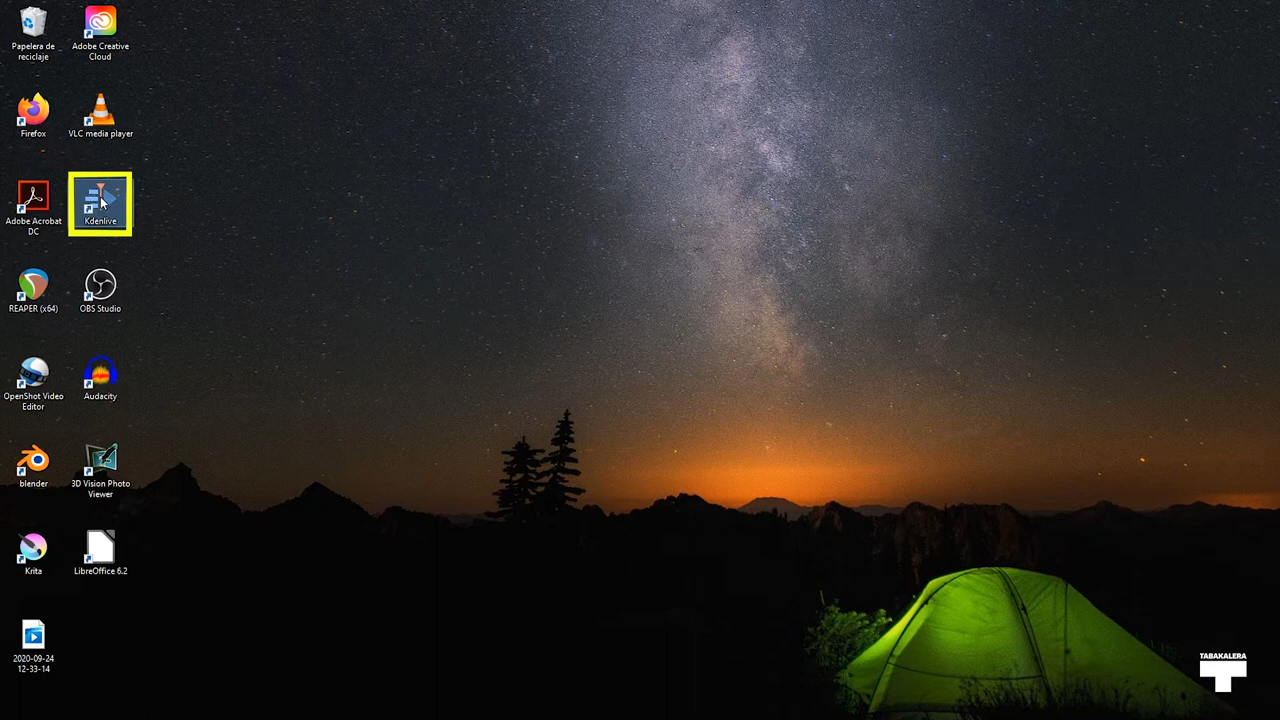 Papelera de
reciclaje
Adobe Creative
Cloud
Firefox
VLC media player
Adobe Acrobat
DC
Kdenlive
REAPER (x64)
OBS Studio
OpenShot Video
Editor
Audacity
blender
3D Vision Photo
Viewer
Krita
LibreOffice 6.2
2020-09-24
12-33-14
TABAKALERA